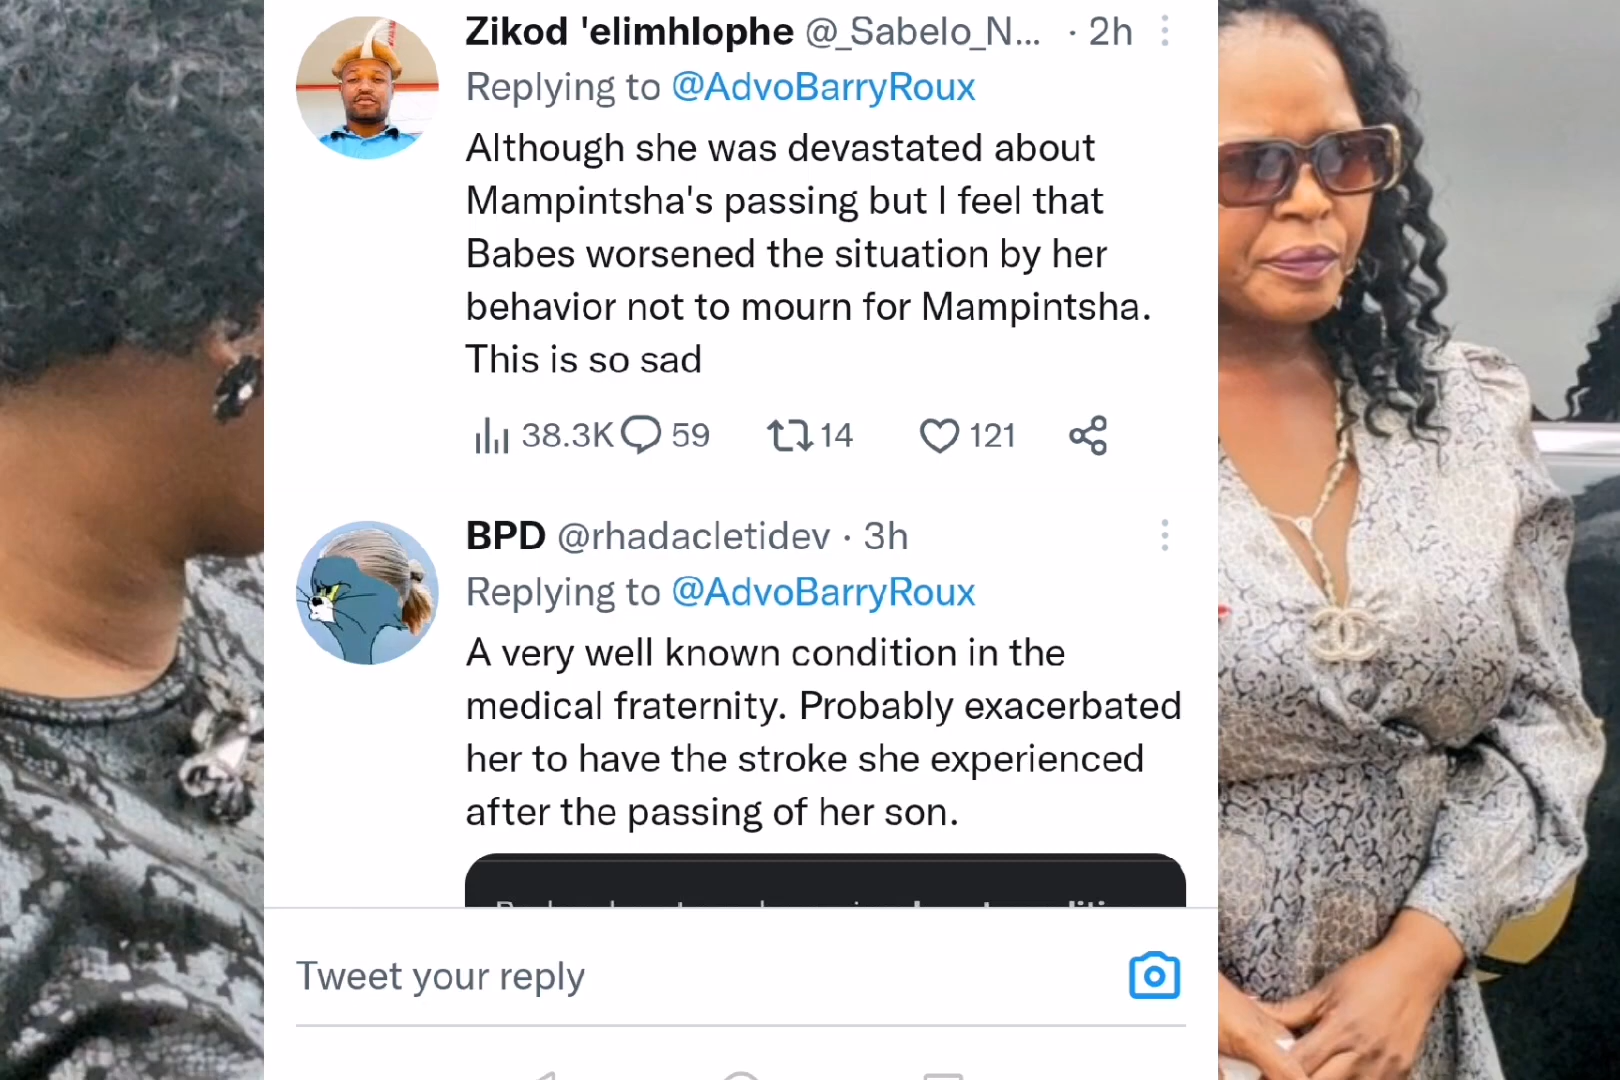 Zikod 'elimhlophe @_Sabelo_N... · 2h
Replying to @AdvoBarryRoux
Although she was devastated about
Mampintsha's passing but I feel that
Babes worsened the situation by her
behavior not to mourn for Mampintsha.
This is so sad
38.3K 59 14 121
BPD @rhadacletidev · 3h
Replying to @AdvoBarryRoux
A very well known condition in the
medical fraternity. Probably exacerbated
her to have the stroke she experienced
after the passing of her son.
Tweet your reply